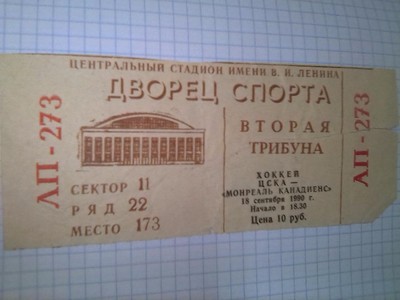 ЦЕНТРАЛЬНЫЙ СТАДИОН ИМЕНИ В. И. ЛЕНИНА
ДВОРЕЦ СПОРТА
ЛП - 273
СЕКТОР 11
РЯД 22
МЕСТО 173
ВТОРАЯ
ТРИБУНА
ХОККЕЙ
ЦСКА —
«МОНРЕАЛЬ КАНАДИЕНС»
18 сентября 1990 г.
Начало в 18.30
Цена 10 руб.
ЛП - 273